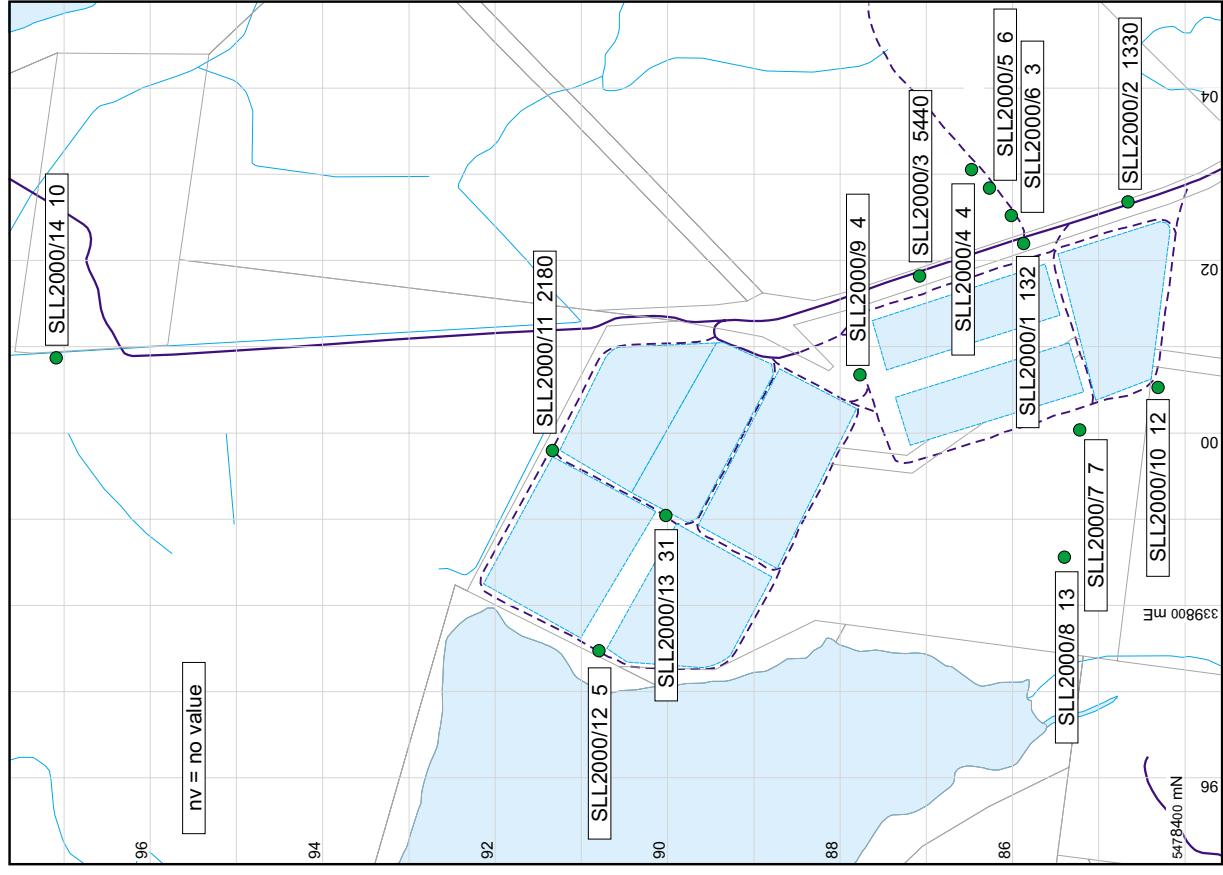 SLL2000/14 10
SLL2000/11 2180
SLL2000/9 4
SLL2000/3 5440
SLL2000/4 4
SLL2000/5 6
SLL2000/6 3
SLL2000/2 1330
SLL2000/1 132
SLL2000/13 31
SLL2000/12 5
SLL2000/7 7
SLL2000/10 12
SLL2000/8 13
nv = no value
96
94
92
90
88
86
5478400 mN
96
339800 mE
00
02
04